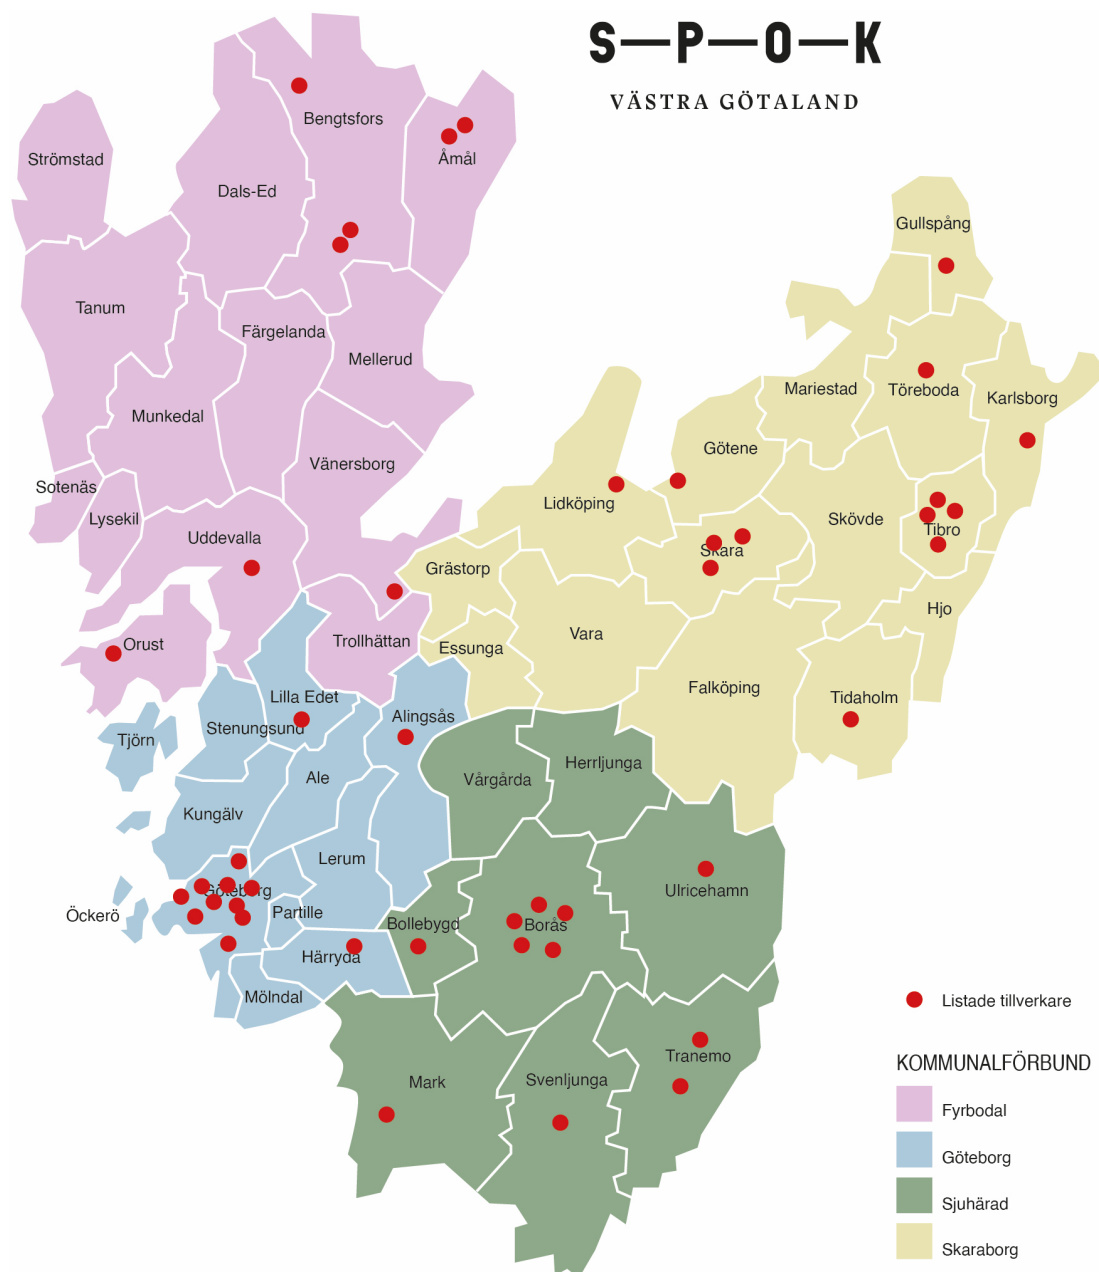 S—P—O—K
VÄSTRA GÖTALAND
Bengtsfors
Strömstad
Åmål
Dals-Ed
Gullspång
Tanum
Färgelanda
Mellerud
Mariestad
Töreboda
Karlsborg
Munkedal
Götene
Vänersborg
Sotenäs
Lidköping
Lysekil
Skövde
Tibro
Uddevalla
Skara
Grästorp
Hjo
Vara
Orust
Trollhättan
Essunga
Falköping
Lilla Edet
Tidaholm
Alingsås
Stenungsund
Tjörn
Herrljunga
Ale
Vårgårda
Kungälv
Lerum
Göteborg
Ulricehamn
Öckerö
Partille
Bollebygd
Borås
Härryda
Mölndal
Listade tillverkare
Tranemo
KOMMUNALFÖRBUND
Mark
Svenljunga
Fyrbodal
Göteborg
Sjuhärad
Skaraborg